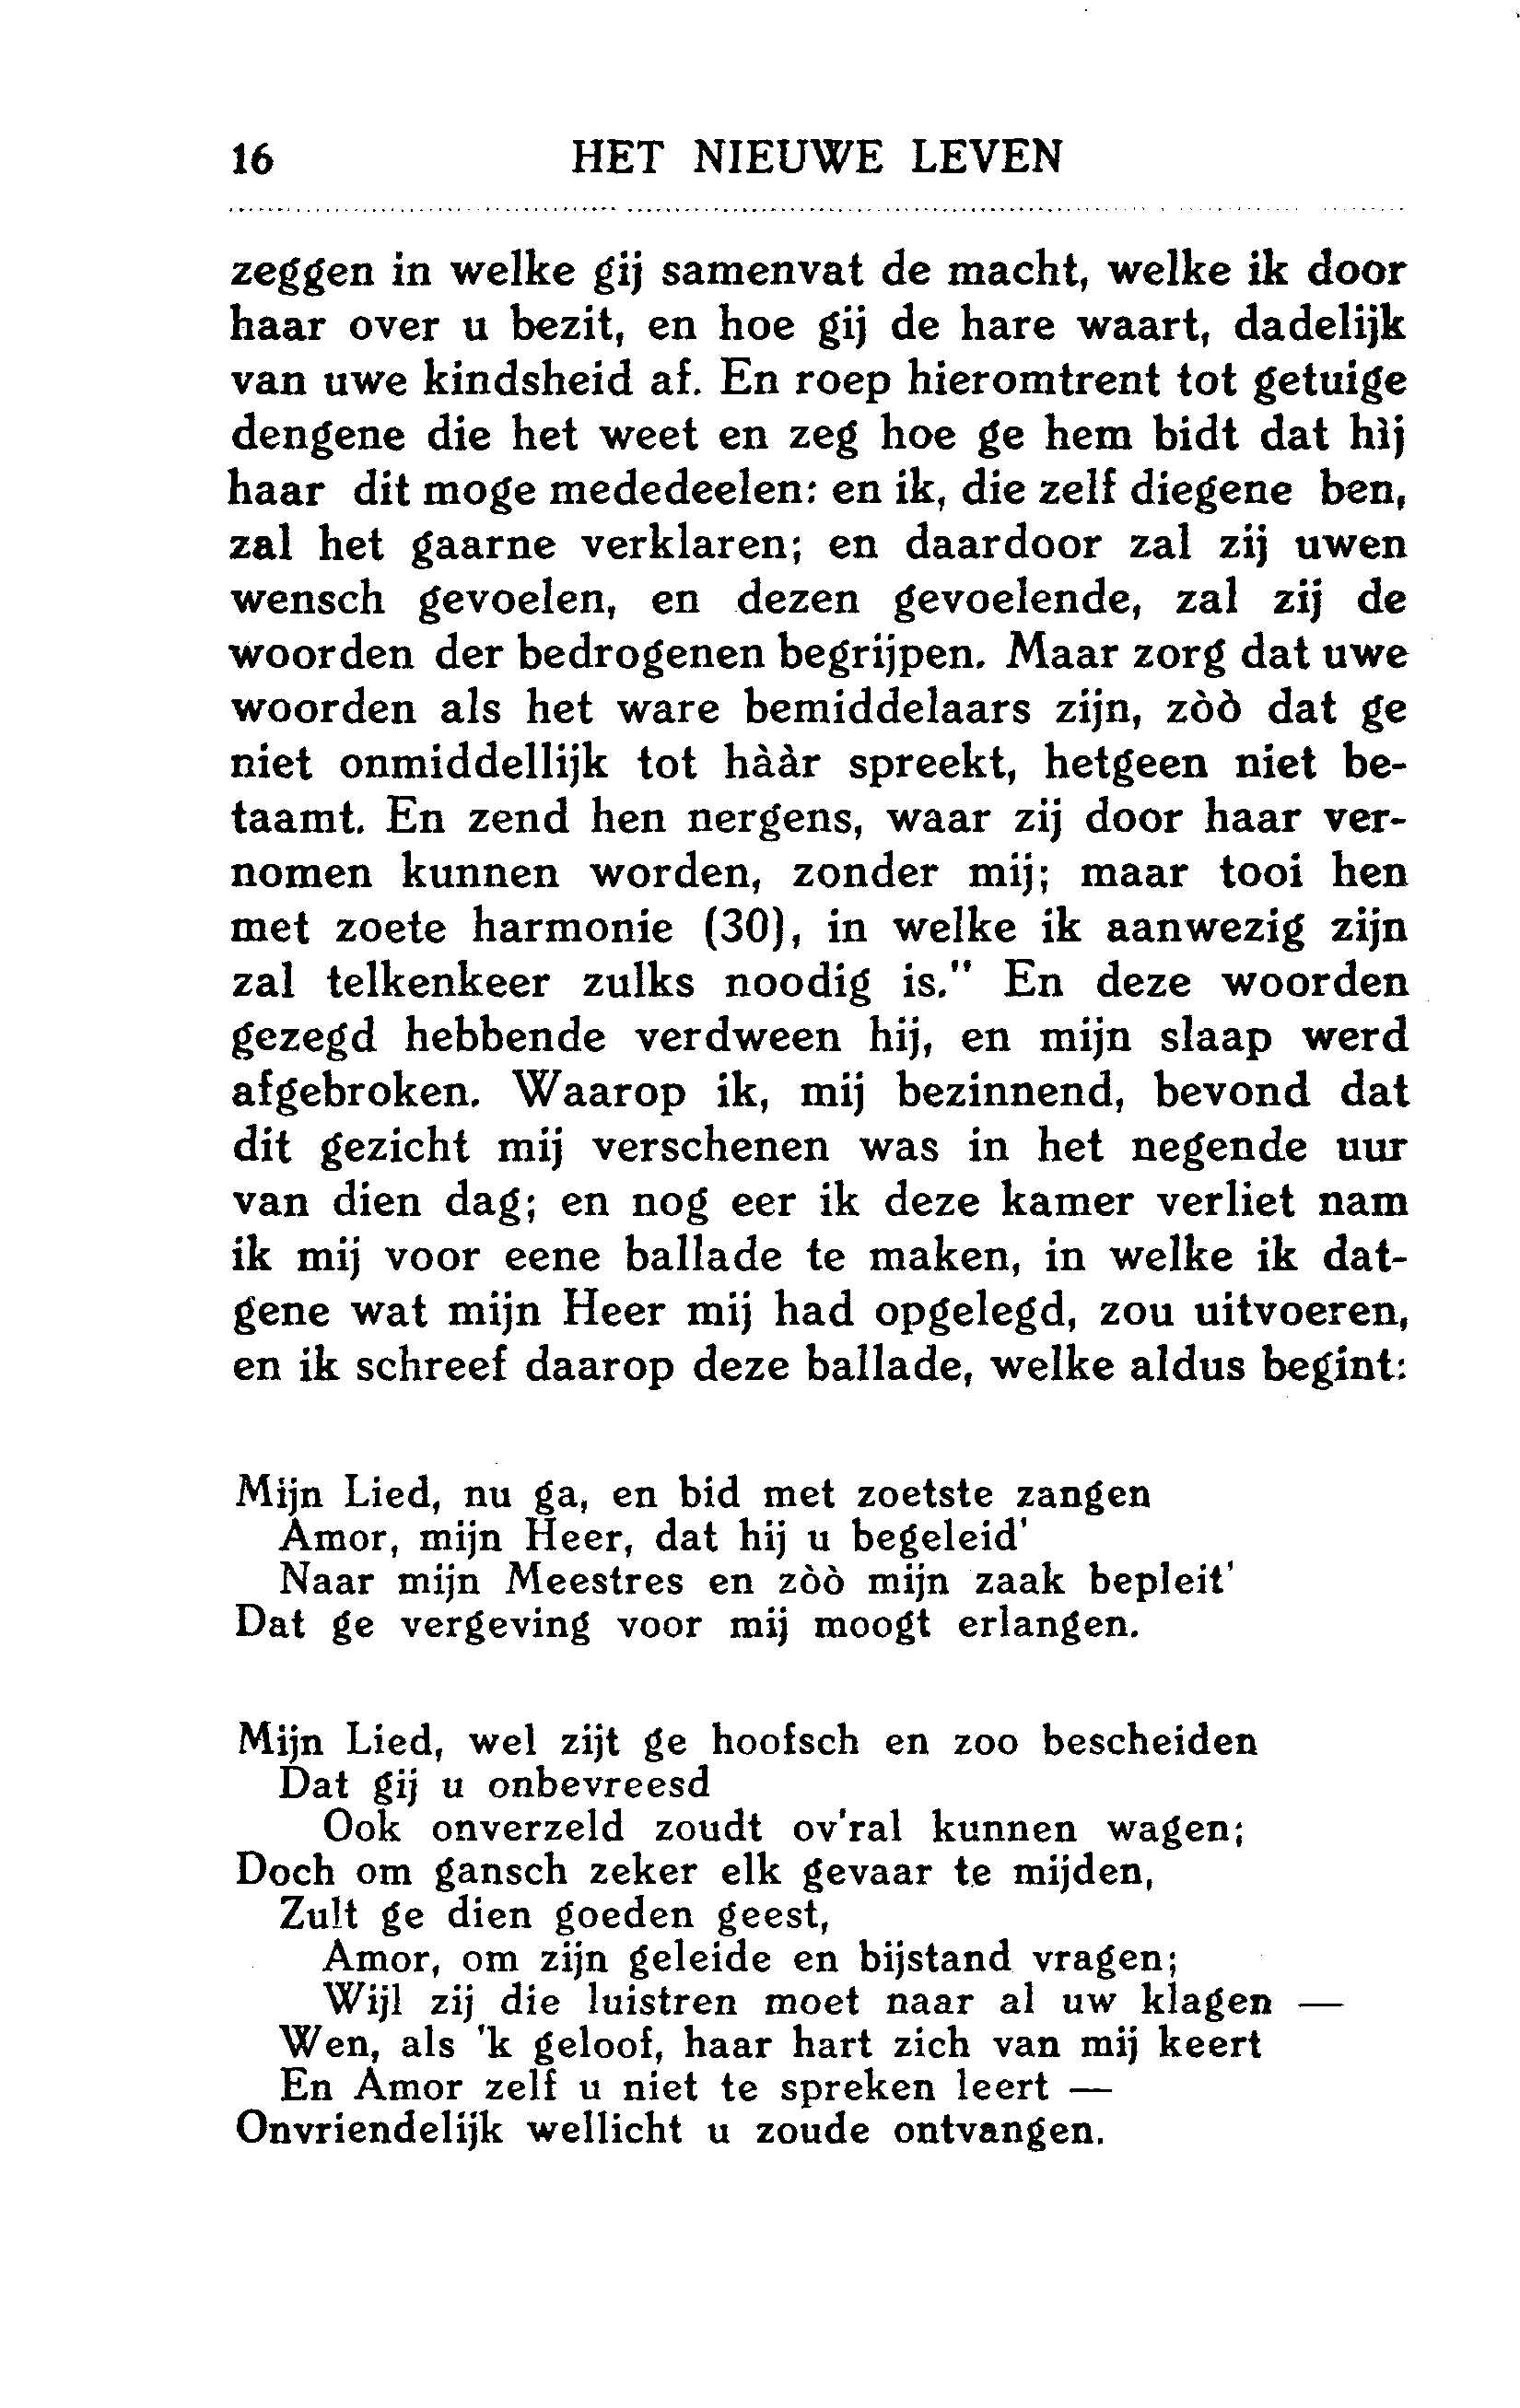 16 HET NIEUWE LEVEN
zeggen in welke gij samenvat de macht, welke ik door
haar over u bezit, en hoe gij de hare waart, dadelijk
van uwe kindsheid af. En roep hieromtrent tot getuige
dengene die het weet en zeg hoe ge hem bidt dat hìj
haar dit moge mededeelen: en ik, die zelf diegene ben,
zal het gaarne verklaren; en daardoor zal zij uwen
wensch gevoelen, en dezen gevoelende, zal zij de
woorden der bedrogenen begrijpen. Maar zorg dat uwe
woorden als het ware bemiddelaars zijn, zòò dat ge
niet onmiddellijk tot hààr spreekt, hetgeen niet be-
taamt. En zend hen nergens, waar zij door haar ver-
nomen kunnen worden, zonder mij; maar tooi hen
met zoete harmonie (30), in welke ik aanwezig zijn
zal telkenkeer zulks noodig is." En deze woorden
gezegd hebbende verdween hij, en mijn slaap werd
afgebroken. Waarop ik, mij bezinnend, bevond dat
dit gezicht mij verschenen was in het negende uur
van dien dag; en nog eer ik deze kamer verliet nam
ik mij voor eene ballade te maken, in welke ik dat-
gene wat mijn Heer mij had opgelegd, zou uitvoeren,
en ik schreef daarop deze ballade, welke aldus begint:
Mijn Lied, nu ga, en bid met zoetste zangen
Amor, mijn Heer, dat hij u begeleid'
Naar mijn Meestres en zòò mijn zaak bepleit'
Dat ge vergeving voor mij moogt erlangen.
Mijn Lied, wel zijt ge hoofsch en zoo bescheiden
Dat gij u onbevreesd
Ook onverzeld zoudt ov'ral kunnen wagen;
Doch om gansch zeker elk gevaar te mijden,
Zult ge dien goeden geest,
Amor, om zijn geleide en bijstand vragen;
Wijl zij die luistren moet naar al uw klagen —
Wen, als 'k geloof, haar hart zich van mij keert
En Amor zelf u niet te spreken leert —
Onvriendelijk wellicht u zoude ontvangen.